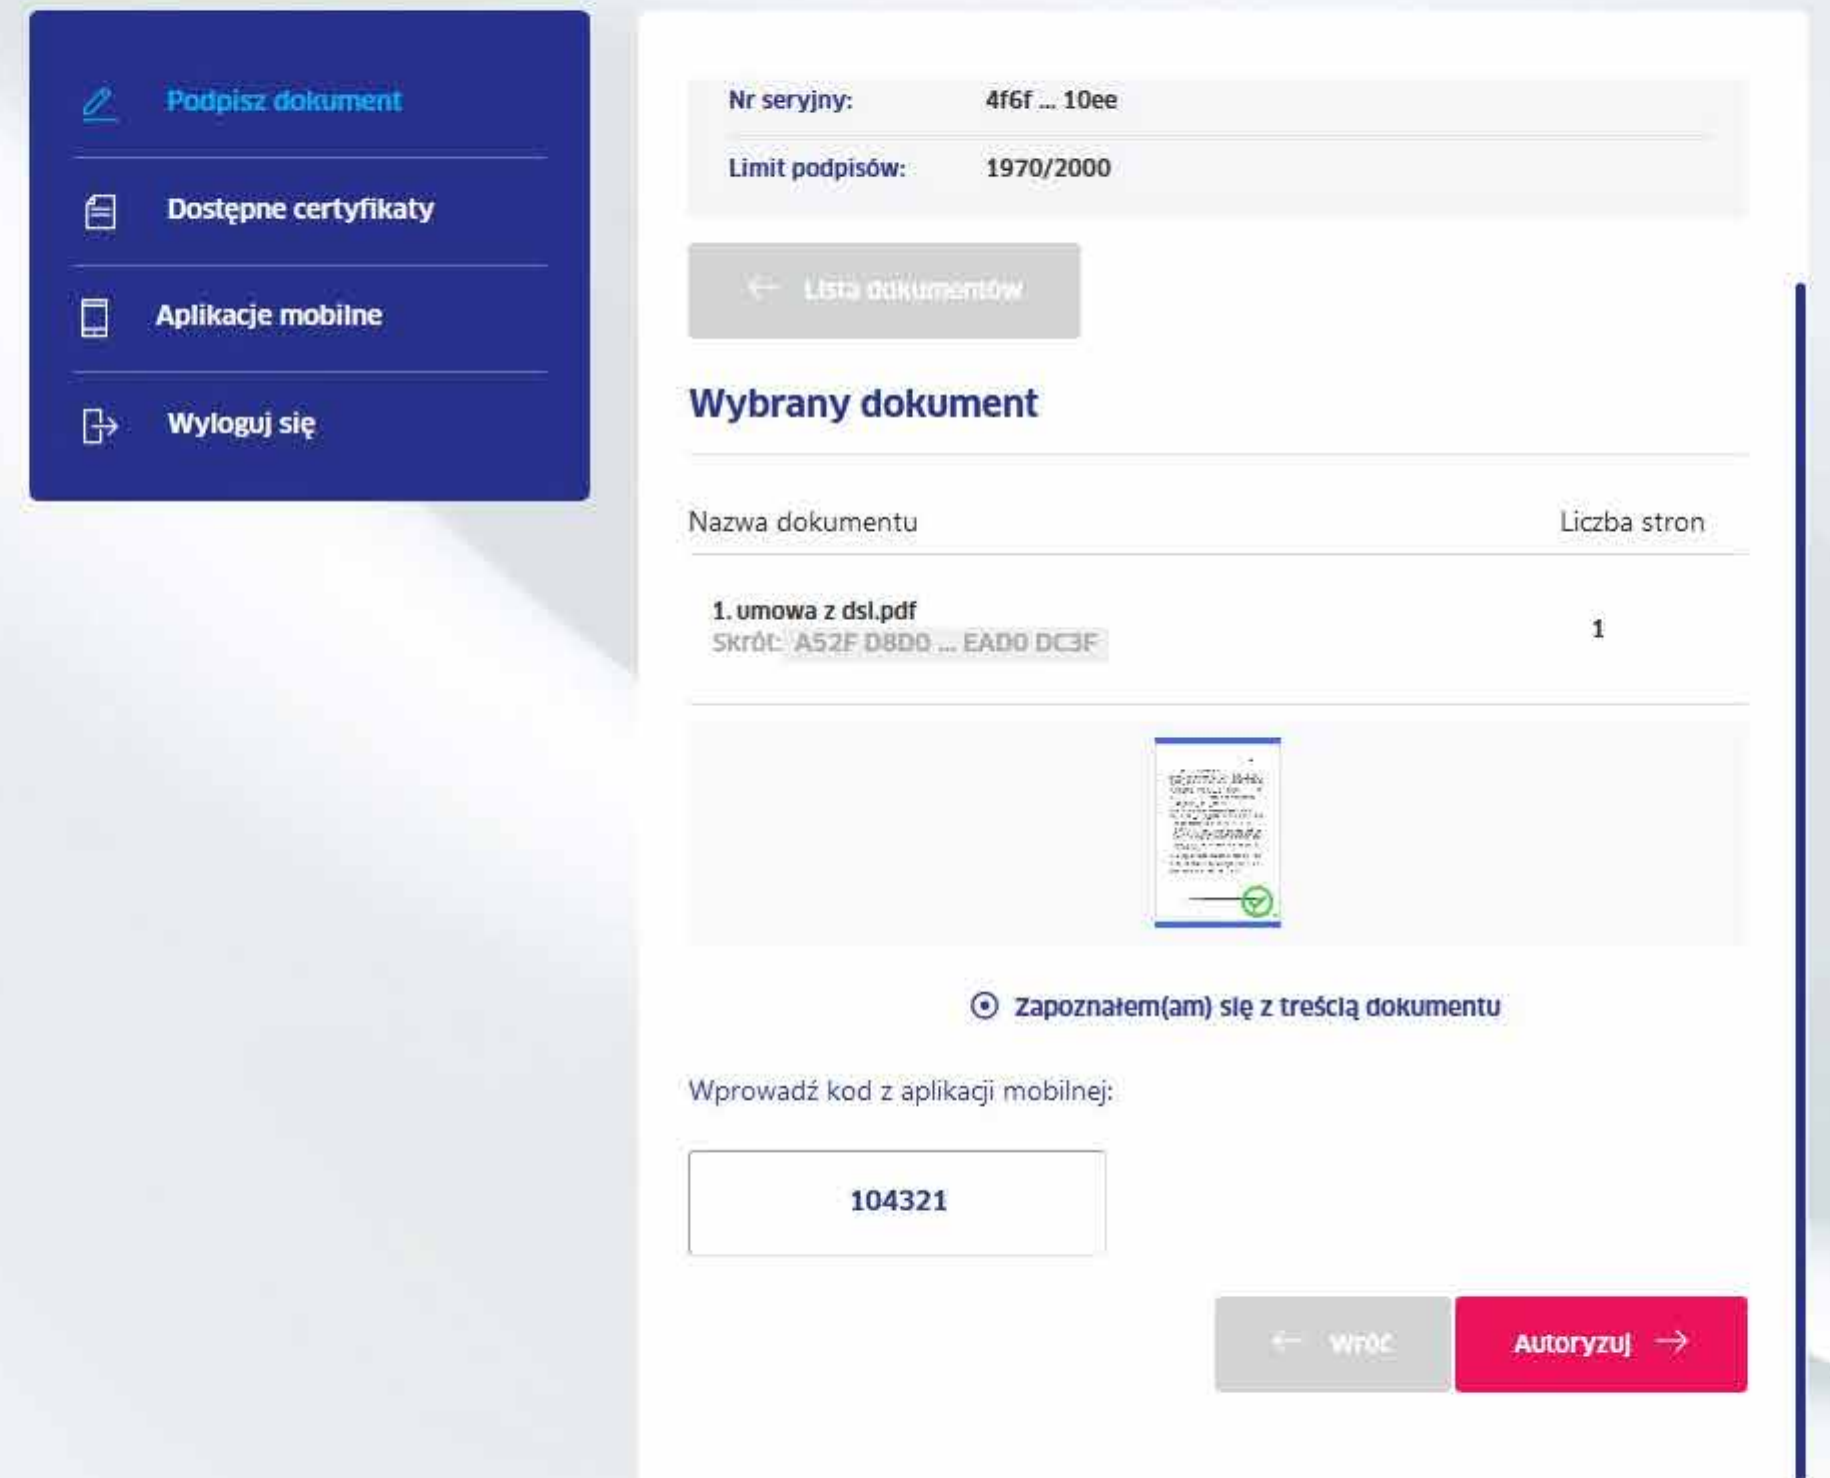 Podpisz dokument
Dostępne certyfikaty
Aplikacje mobilne
Wyloguj się
Nr seryjny: 4f6f ... 10ee
Limit podpisów: 1970/2000
← Lista dokumentów
Wybrany dokument
Nazwa dokumentu Liczba stron
1. umowa z dsl.pdf 1
Skrót: A52F D8D0 ... EAD0 DC3F
Zapoznałem(am) się z treścią dokumentu
Wprowadź kod z aplikacji mobilnej:
104321
← Wróć Autoryzuj →